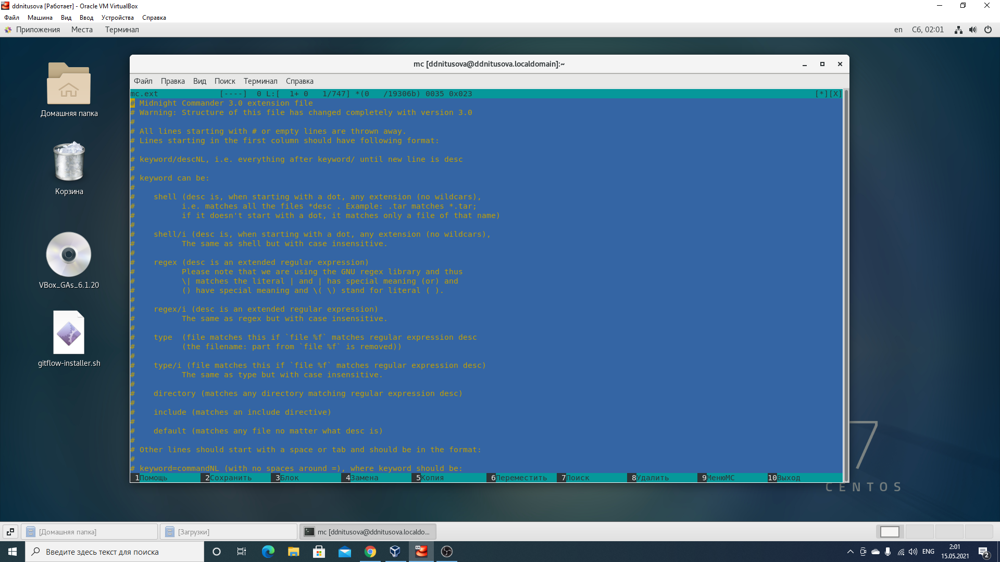 ddnitusova [Работает] - Oracle VM VirtualBox
Файл Машина Вид Ввод Устройства Справка
Приложения Места Терминал en Сб, 02:01
Домашняя папка
Корзина
VBox_GAs_6.1.20
gitflow-installer.sh
mc [ddnitusova@ddnitusova.localdomain]:~
Файл Правка Вид Поиск Терминал Справка
mc.ext [----] 0 L:[ 1+ 0 1/747] *(0 /19306b) 0035 0x023 [*][X]
# Midnight Commander 3.0 extension file
# Warning: Structure of this file has changed completely with version 3.0
#
# All lines starting with # or empty lines are thrown away.
# Lines starting in the first column should have following format:
#
# keyword/descNL, i.e. everything after keyword/ until new line is desc
#
# keyword can be:
#
# shell (desc is, when starting with a dot, any extension (no wildcars),
# i.e. matches all the files *desc . Example: .tar matches *.tar;
# if it doesn't start with a dot, it matches only a file of that name)
#
# shell/i (desc is, when starting with a dot, any extension (no wildcars),
# The same as shell but with case insensitive.
#
# regex (desc is an extended regular expression)
# Please note that we are using the GNU regex library and thus
# \| matches the literal | and | has special meaning (or) and
# () have special meaning and \( \) stand for literal ( ).
#
# regex/i (desc is an extended regular expression)
# The same as regex but with case insensitive.
#
# type (file matches this if `file %f` matches regular expression desc
# (the filename: part from `file %f` is removed))
#
# type/i (file matches this if `file %f` matches regular expression desc)
# The same as type but with case insensitive.
#
# directory (matches any directory matching regular expression desc)
#
# include (matches an include directive)
#
# default (matches any file no matter what desc is)
#
# Other lines should start with a space or tab and should be in the format:
#
# keyword=commandNL (with no spaces around =), where keyword should be:
1Помощь 2Сохранить 3Блок 4Замена 5Копия 6Переместить 7Поиск 8Удалить 9МенюMC 10Выход
7
CENTOS
[Домашняя папка] [Загрузки] mc [ddnitusova@ddnitusova.localdo...
Введите здесь текст для поиска
64
ENG
2:01
15.05.2021
2